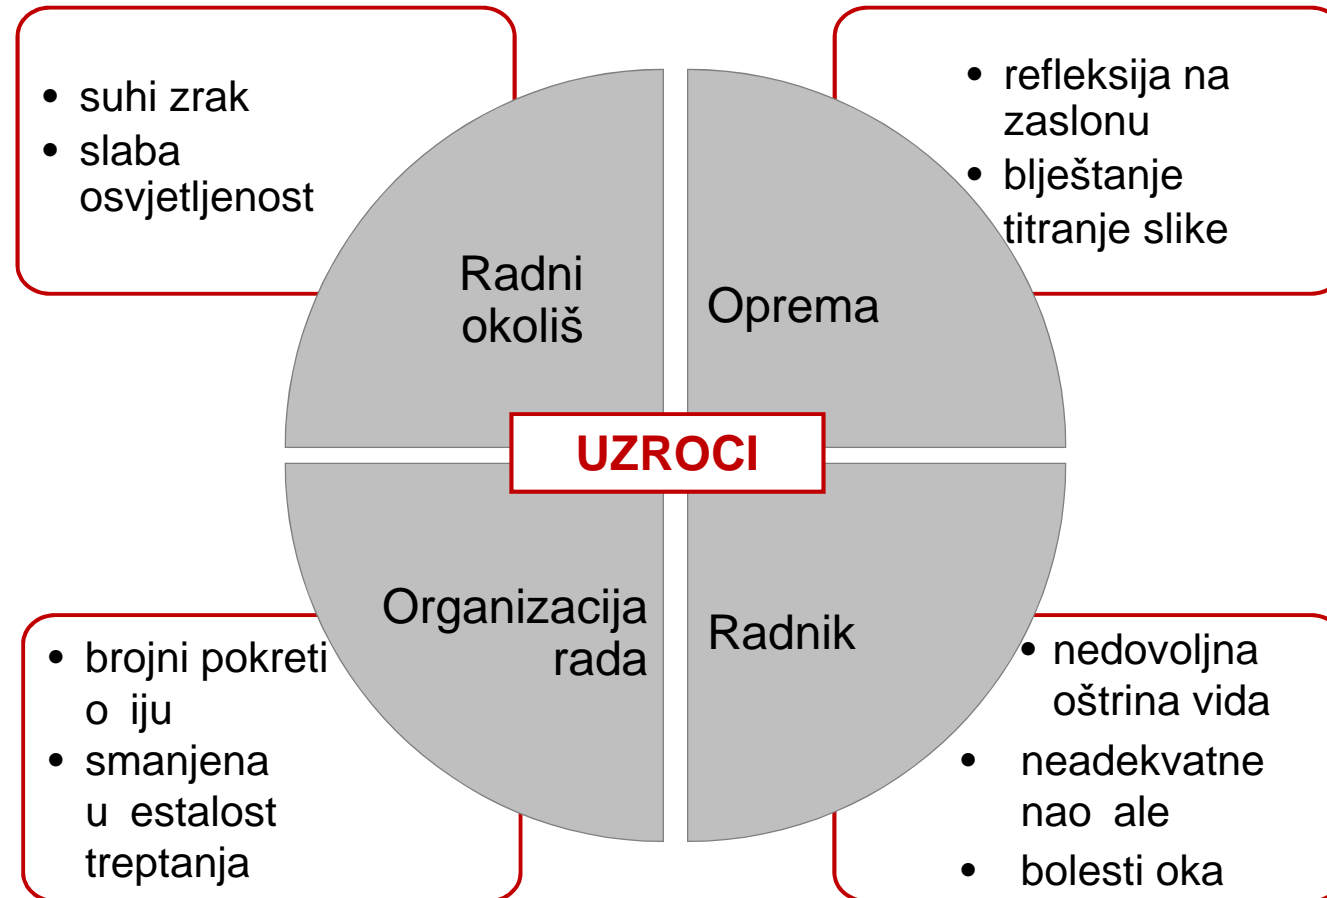 • suhi zrak
• slaba
osvjetljenost
• refleksija na
zaslonu
• blještanje
titranje slike
Radni
okoliš
Oprema
UZROCI
Organizacija
rada
Radnik
• brojni pokreti
o iju
• smanjena
u estalost
treptanja
• nedovoljna
oštrina vida
• neadekvatne
nao ale
• bolesti oka